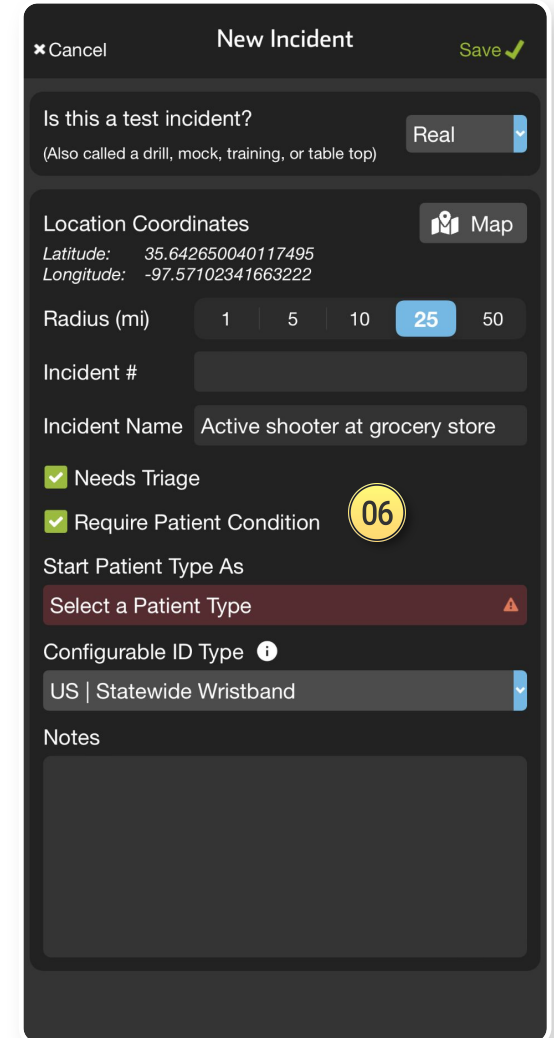 ×Cancel New Incident Save
Is this a test incident?
(Also called a drill, mock, training, or table top)
Real
Location Coordinates
Map
Latitude: 35.642650040117495
Longitude: -97.57102341663222
Radius (mi) 1 5 10 25 50
Incident #
Incident Name Active shooter at grocery store
Needs Triage
Require Patient Condition
06
Start Patient Type As
Select a Patient Type
Configurable ID Type
US | Statewide Wristband
Notes